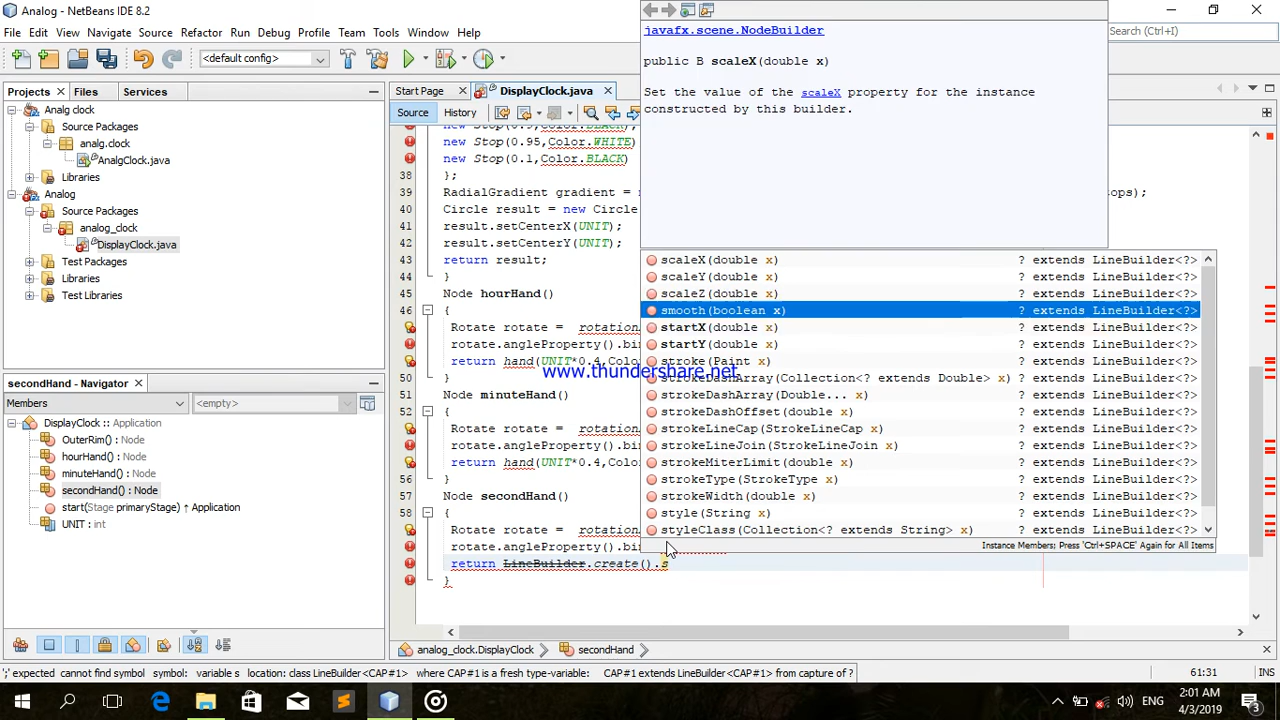 Analog - NetBeans IDE 8.2
File Edit View Navigate Source Refactor Run Debug Profile Team Tools Window Help
Search (Ctrl+I)
<default config>
Projects
Files
Services
Analg clock
Source Packages
analg.clock
AnalgClock.java
Libraries
Analog
Source Packages
analog_clock
DisplayClock.java
Test Packages
Libraries
Test Libraries
secondHand - Navigator
Members
<empty>
DisplayClock :: Application
OuterRim() : Node
hourHand() : Node
minuteHand() : Node
secondHand() : Node
start(Stage primaryStage) ↑ Application
UNIT : int
Start Page
DisplayClock.java
Source
History
javafx.scene.NodeBuilder
public B scaleX(double x)
Set the value of the scaleX property for the instance
constructed by this builder.
new Stop(0.95,Color.WHITE)
new Stop(0.1,Color.BLACK)
38 };
39 RadialGradient gradient =
ops);
40 Circle result = new Circle
41 result.setCenterX(UNIT);
42 result.setCenterY(UNIT);
43 return result;
44 }
45 Node hourHand()
46 {
Rotate rotate = rotation
rotate.angleProperty().bin
return hand(UNIT*0.4,Colo
50 }
51 Node minuteHand()
52 {
Rotate rotate = rotation
rotate.angleProperty().bin
return hand(UNIT*0.4,Colo
56 }
57 Node secondHand()
58 {
Rotate rotate = rotation
rotate.angleProperty().bin
return LineBuilder.create().s
}
scaleX(double x) ? extends LineBuilder<?>
scaleY(double x) ? extends LineBuilder<?>
scaleZ(double x) ? extends LineBuilder<?>
smooth(boolean x) ? extends LineBuilder<?>
startX(double x) ? extends LineBuilder<?>
startY(double x) ? extends LineBuilder<?>
stroke(Paint x) ? extends LineBuilder<?>
www.thundershare.net
strokeDashArray(Collection<? extends Double> x) ? extends LineBuilder<?>
strokeDashArray(Double... x) ? extends LineBuilder<?>
strokeDashOffset(double x) ? extends LineBuilder<?>
strokeLineCap(StrokeLineCap x) ? extends LineBuilder<?>
strokeLineJoin(StrokeLineJoin x) ? extends LineBuilder<?>
strokeMiterLimit(double x) ? extends LineBuilder<?>
strokeType(StrokeType x) ? extends LineBuilder<?>
strokeWidth(double x) ? extends LineBuilder<?>
style(String x) ? extends LineBuilder<?>
styleClass(Collection<? extends String> x) ? extends LineBuilder<?>
Instance Members; Press 'Ctrl+SPACE' Again for All Items
analog_clock.DisplayClock
secondHand
';' expected cannot find symbol symbol: variable s location: class LineBuilder<CAP#1> where CAP#1 is a fresh type-variable: CAP#1 extends LineBuilder<CAP#1> from capture of ?
61:31
INS
ENG
2:01 AM
4/3/2019
3